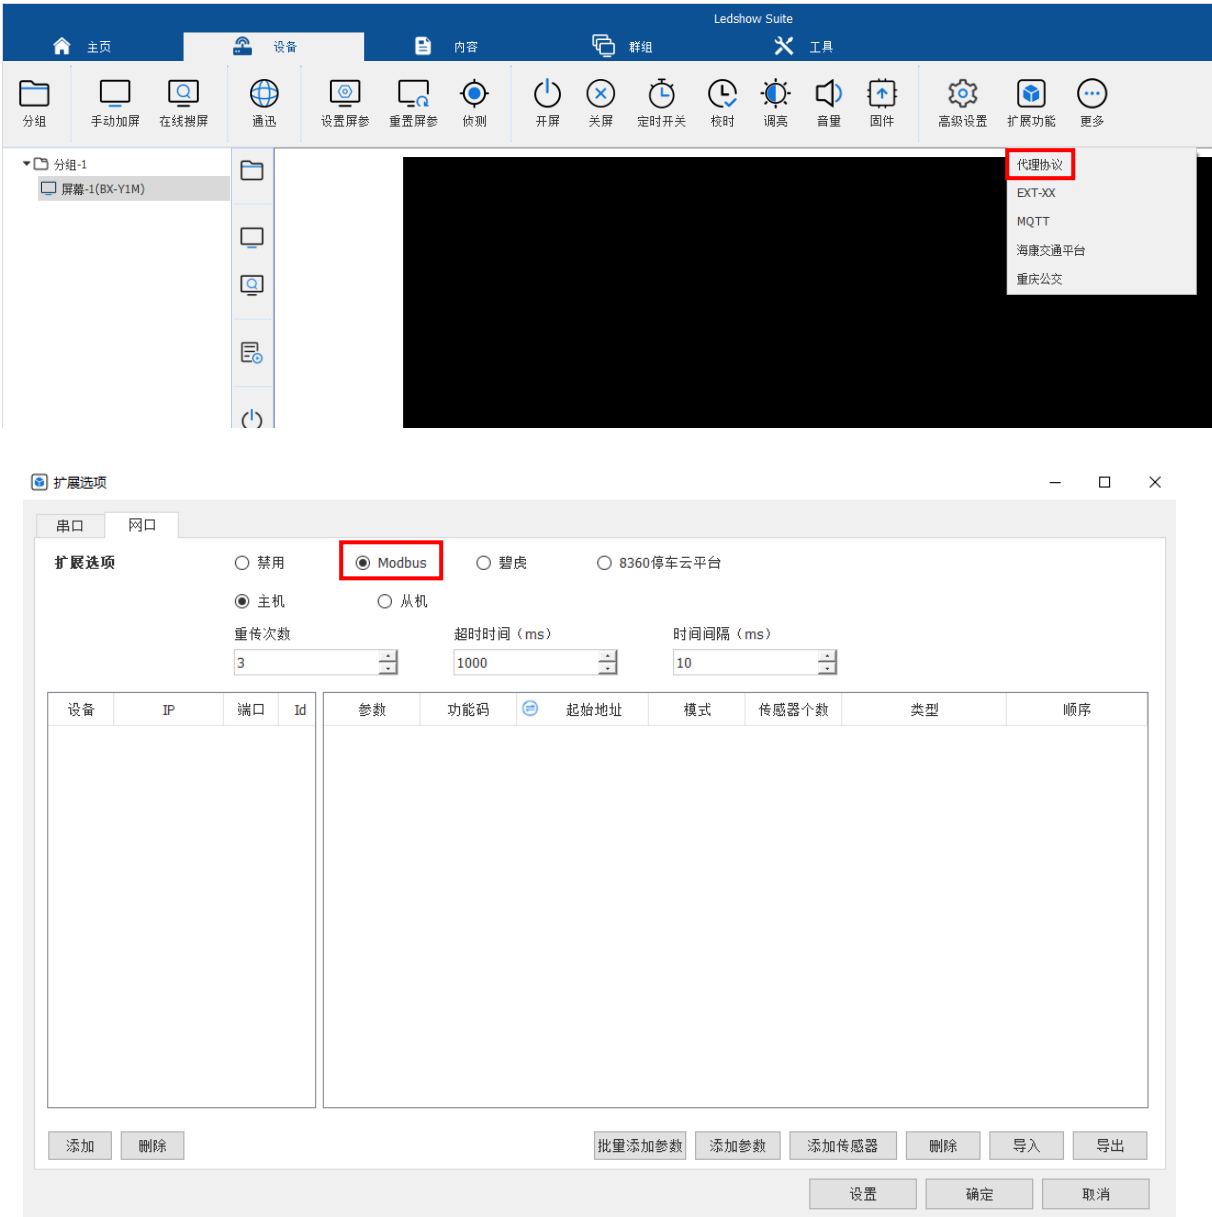 Ledshow Suite
主页 设备 内容 群组 工具
分组 手动加屏 在线搜屏 通迅 设置屏参 重置屏参 侦测 开屏 关屏 定时开关 校时 调亮 音量 固件 高级设置 扩展功能 更多
分组-1
屏幕-1(BX-Y1M)
代理协议
EXT-XX
MQTT
海康交通平台
重庆公交
扩展选项
串口 网口
扩展选项 禁用 Modbus 碧虎 8360停车云平台
主机 从机
重传次数 超时时间（ms） 时间间隔（ms）
3 1000 10
设备 IP 端口 Id 参数 功能码 起始地址 模式 传感器个数 类型 顺序
添加 删除 批量添加参数 添加参数 添加传感器 删除 导入 导出
设置 确定 取消